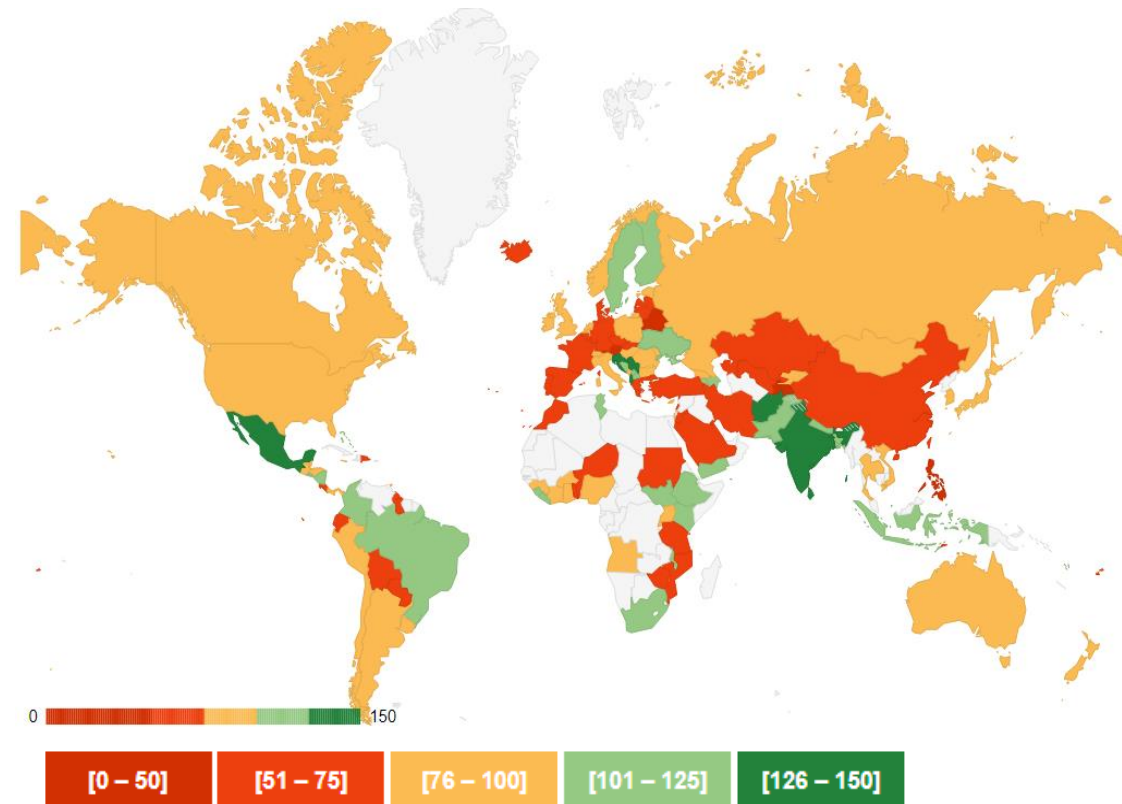 0 150
[0 – 50] [51 – 75] [76 – 100] [101 – 125] [126 – 150]